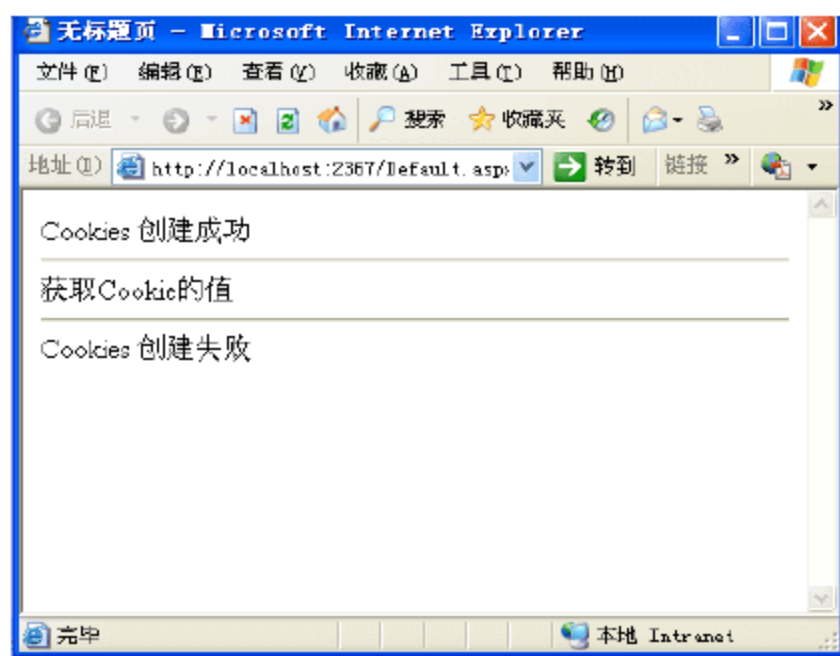 无标题页 - Microsoft Internet Explorer
文件(F) 编辑(E) 查看(V) 收藏(A) 工具(T) 帮助(H)
后退 搜索 收藏夹 »
地址(D) http://localhost:2367/Default.asp 转到 链接 »
Cookies 创建成功
获取Cookie的值
Cookies 创建失败
完毕 本地 Intranet